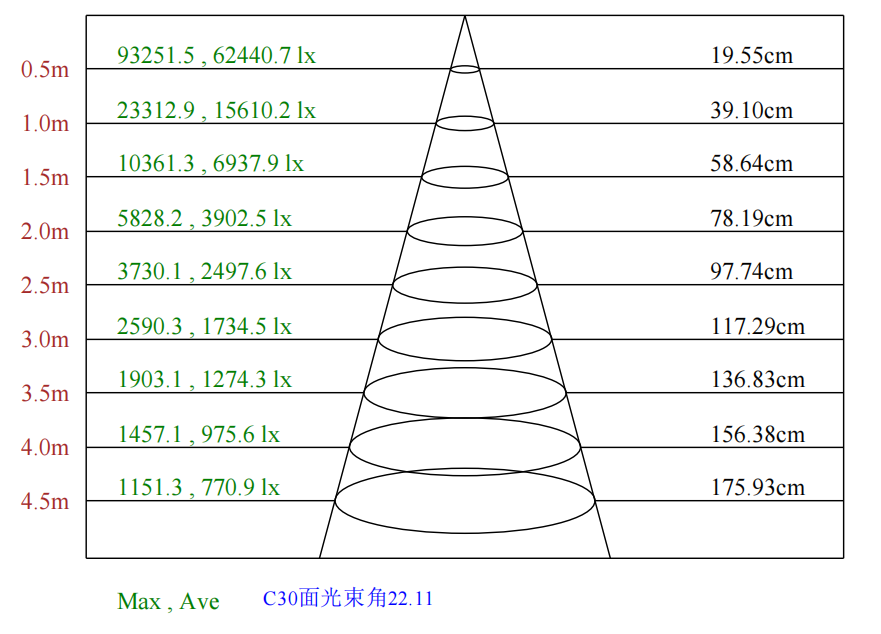 93251.5 , 62440.7 lx 19.55cm
0.5m
23312.9 , 15610.2 lx 39.10cm
1.0m
10361.3 , 6937.9 lx 58.64cm
1.5m
5828.2 , 3902.5 lx 78.19cm
2.0m
3730.1 , 2497.6 lx 97.74cm
2.5m
2590.3 , 1734.5 lx 117.29cm
3.0m
1903.1 , 1274.3 lx 136.83cm
3.5m
1457.1 , 975.6 lx 156.38cm
4.0m
1151.3 , 770.9 lx 175.93cm
4.5m
Max , Ave C30面光束角22.11